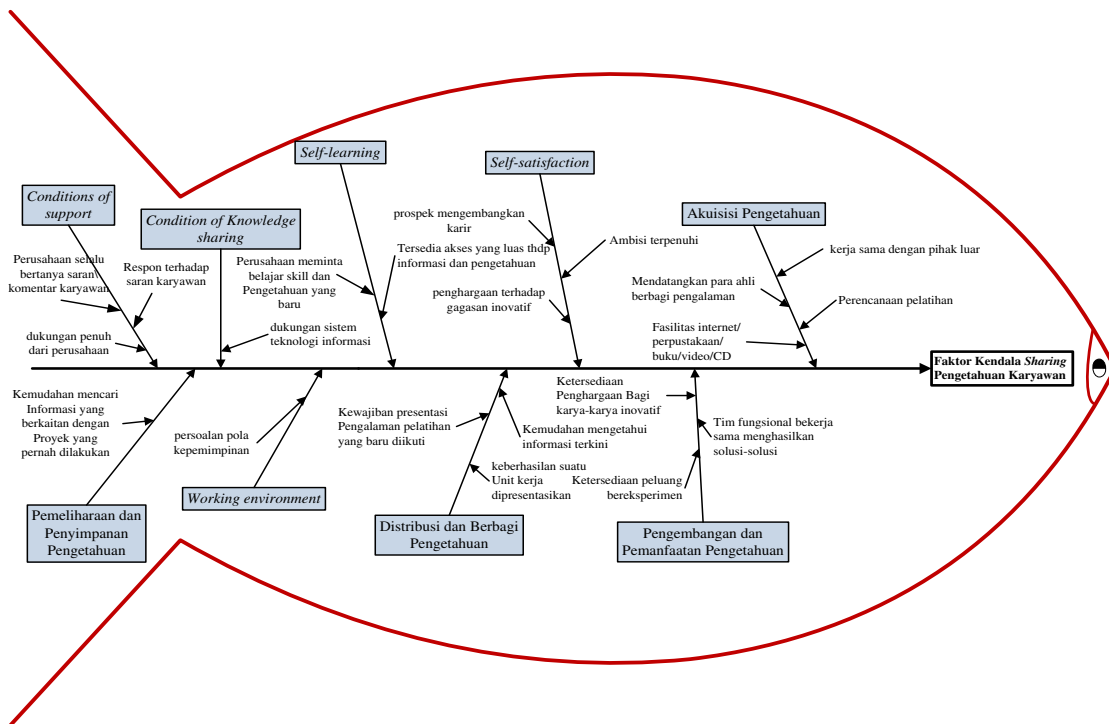 Self-learning
Self-satisfaction
Conditions of
support
Condition of Knowledge
sharing
Akuisisi Pengetahuan
Perusahaan selalu
bertanya saran/
komentar karyawan
Respon terhadap
saran karyawan
dukungan penuh
dari perusahaan
dukungan sistem
teknologi informasi
Perusahaan meminta
belajar skill dan
Pengetahuan yang
baru
Tersedia akses yang luas thdp
informasi dan pengetahuan
prospek mengembangkan
karir
Ambisi terpenuhi
penghargaan terhadap
gagasan inovatif
kerja sama dengan pihak luar
Mendatangkan para ahli
berbagi pengalaman
Perencanaan pelatihan
Fasilitas internet/
perpustakaan/
buku/video/CD
Faktor Kendala Sharing
Pengetahuan Karyawan
Kemudahan mencari
Informasi yang
berkaitan dengan
Proyek yang
pernah dilakukan
persoalan pola
kepemimpinan
Kewajiban presentasi
Pengalaman pelatihan
yang baru diikuti
Kemudahan mengetahui
informasi terkini
keberhasilan suatu
Unit kerja
dipresentasikan
Ketersediaan
Penghargaan Bagi
karya-karya inovatif
Tim fungsional bekerja
sama menghasilkan
solusi-solusi
Ketersediaan peluang
bereksperimen
Pemeliharaan dan
Penyimpanan
Pengetahuan
Working environment
Distribusi dan Berbagi
Pengetahuan
Pengembangan dan
Pemanfaatan Pengetahuan